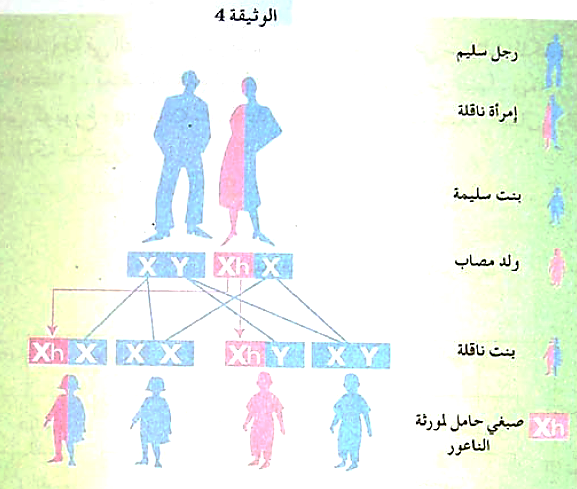 الوثيقة 4
رجل سليم
إمرأة ناقلة
بنت سليمة
ولد مصاب
بنت ناقلة
صبغي حامل لمورثة
الناعور
Xh
X Y Xh X
Xh X X X Xh Y X Y